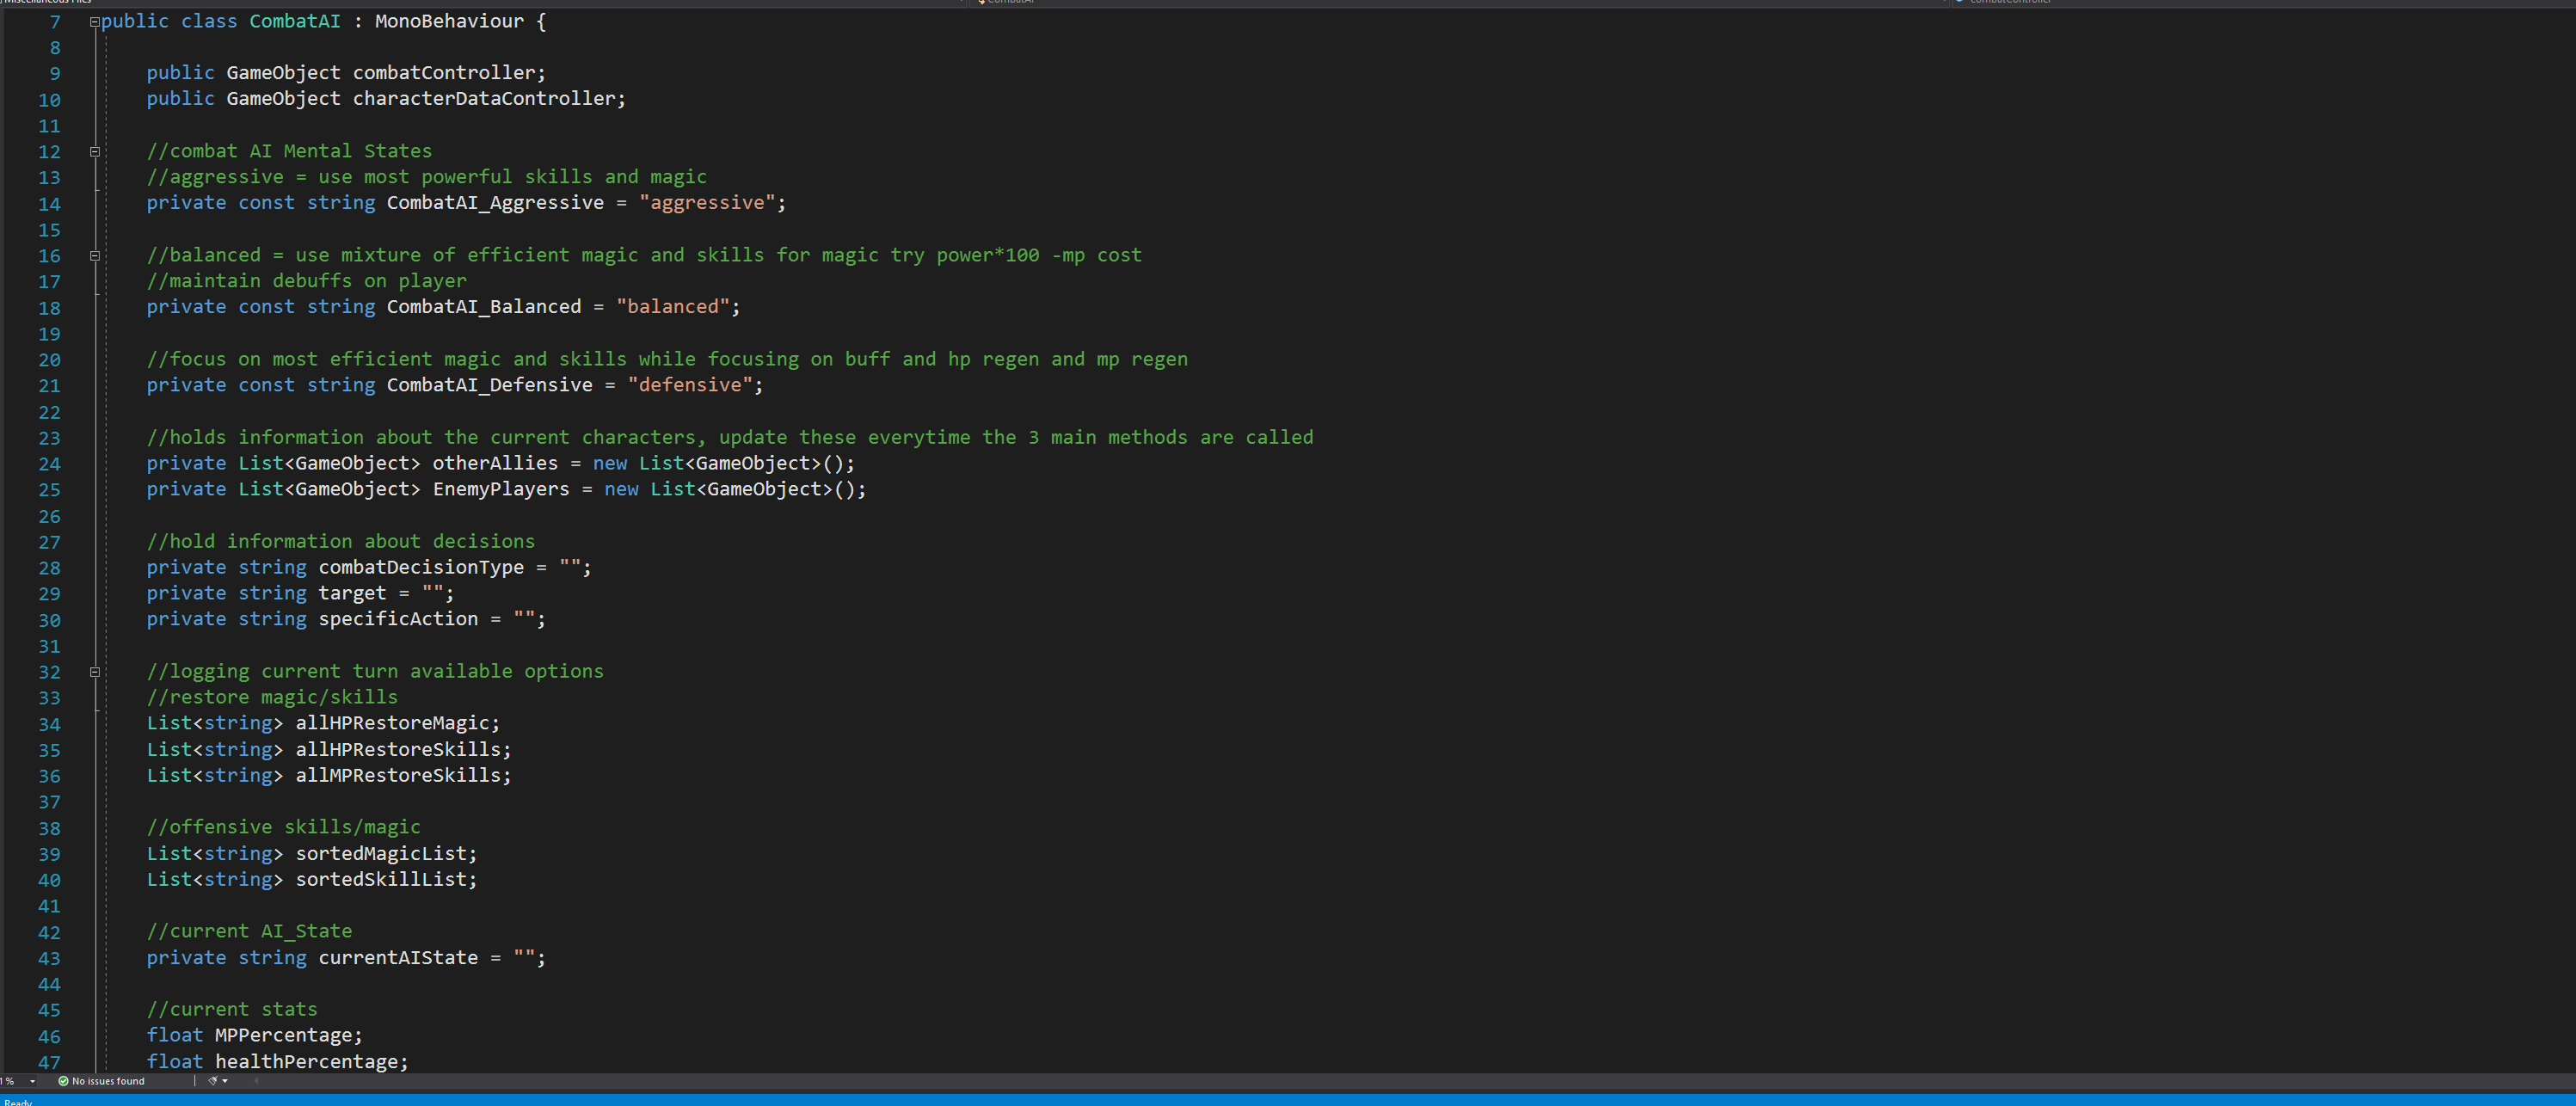 Miscellaneous Files
CombatAI
combatController
7 public class CombatAI : MonoBehaviour {
8
9 public GameObject combatController;
10 public GameObject characterDataController;
11
12 //combat AI Mental States
13 //aggressive = use most powerful skills and magic
14 private const string CombatAI_Aggressive = "aggressive";
15
16 //balanced = use mixture of efficient magic and skills for magic try power*100 -mp cost
17 //maintain debuffs on player
18 private const string CombatAI_Balanced = "balanced";
19
20 //focus on most efficient magic and skills while focusing on buff and hp regen and mp regen
21 private const string CombatAI_Defensive = "defensive";
22
23 //holds information about the current characters, update these everytime the 3 main methods are called
24 private List<GameObject> otherAllies = new List<GameObject>();
25 private List<GameObject> EnemyPlayers = new List<GameObject>();
26
27 //hold information about decisions
28 private string combatDecisionType = "";
29 private string target = "";
30 private string specificAction = "";
31
32 //logging current turn available options
33 //restore magic/skills
34 List<string> allHPRestoreMagic;
35 List<string> allHPRestoreSkills;
36 List<string> allMPRestoreSkills;
37
38 //offensive skills/magic
39 List<string> sortedMagicList;
40 List<string> sortedSkillList;
41
42 //current AI_State
43 private string currentAIState = "";
44
45 //current stats
46 float MPPercentage;
47 float healthPercentage;
1 % No issues found
Ready